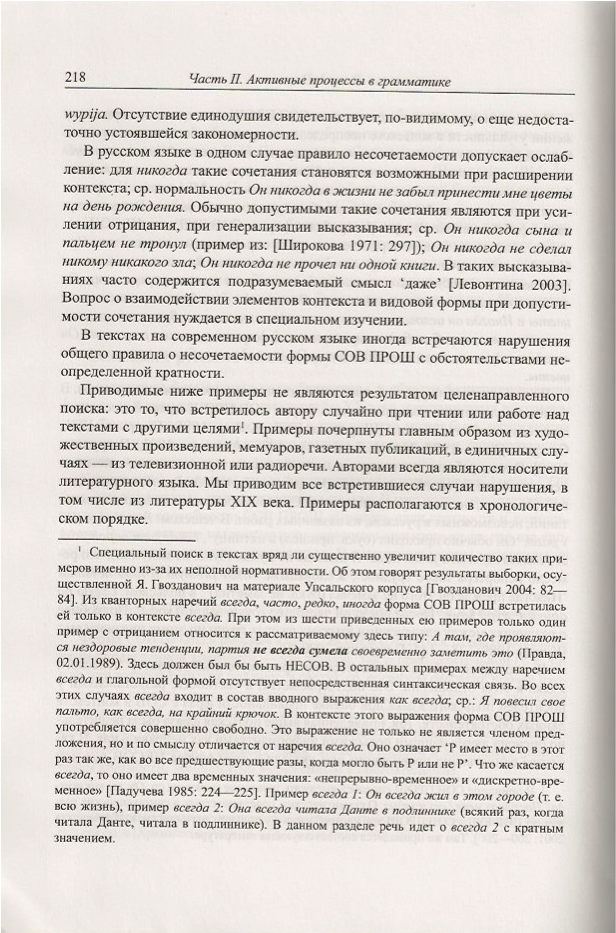 218
Часть II. Активные процессы в грамматике
wypija. Отсутствие единодушия свидетельствует, по-видимому, о еще недоста-
точно устоявшейся закономерности.
В русском языке в одном случае правило несочетаемости допускает ослаб-
ление: для никогда такие сочетания становятся возможными при расширении
контекста; ср. нормальность Он никогда в жизни не забыл принести мне цветы
на день рождения. Обычно допустимыми такие сочетания являются при уси-
лении отрицания, при генерализации высказывания; ср. Он никогда сына и
пальцем не тронул (пример из: [Широкова 1971: 297]); Он никогда не сделал
никому никакого зла; Он никогда не прочел ни одной книги. В таких высказыва-
ниях часто содержится подразумеваемый смысл ‘даже’ [Левонтина 2003].
Вопрос о взаимодействии элементов контекста и видовой формы при допусти-
мости сочетания нуждается в специальном изучении.
В текстах на современном русском языке иногда встречаются нарушения
общего правила о несочетаемости формы СОВ ПРОШ с обстоятельствами не-
определенной кратности.
Приводимые ниже примеры не являются результатом целенаправленного
поиска: это то, что встретилось автору случайно при чтении или работе над
текстами с другими целями¹. Примеры почерпнуты главным образом из худо-
жественных произведений, мемуаров, газетных публикаций, в единичных слу-
чаях — из телевизионной или радиоречи. Авторами всегда являются носители
литературного языка. Мы приводим все встретившиеся случаи нарушения, в
том числе из литературы XIX века. Примеры располагаются в хронологиче-
ском порядке.
¹ Специальный поиск в текстах вряд ли существенно увеличит количество таких при-
меров именно из-за их неполной нормативности. Об этом говорят результаты выборки, осу-
ществленной Я. Гвозданович на материале Упсальского корпуса [Гвозданович 2004: 82—
84]. Из кванторных наречий всегда, часто, редко, иногда форма СОВ ПРОШ встретилась
ей только в контексте всегда. При этом из шести приведенных ею примеров только один
пример с отрицанием относится к рассматриваемому здесь типу: А там, где проявляют-
ся нездоровые тенденции, партия не всегда сумела своевременно заметить это (Правда,
02.01.1989). Здесь должен был бы быть НЕСОВ. В остальных примерах между наречием
всегда и глагольной формой отсутствует непосредственная синтаксическая связь. Во всех
этих случаях всегда входит в состав вводного выражения как всегда; ср.: Я повесил свое
пальто, как всегда, на крайний крючок. В контексте этого выражения форма СОВ ПРОШ
употребляется совершенно свободно. Это выражение не только не является членом пред-
ложения, но и по смыслу отличается от наречия всегда. Оно означает ‘Р имеет место в этот
раз так же, как во все предшествующие разы, когда могло быть Р или не Р’. Что же касается
всегда, то оно имеет два временных значения: «непрерывно-временное» и «дискретно-вре-
менное» [Падучева 1985: 224—225]. Пример всегда 1: Он всегда жил в этом городе (т. е.
всю жизнь), пример всегда 2: Она всегда читала Данте в подлиннике (всякий раз, когда
читала Данте, читала в подлиннике). В данном разделе речь идет о всегда 2 с кратным
значением.